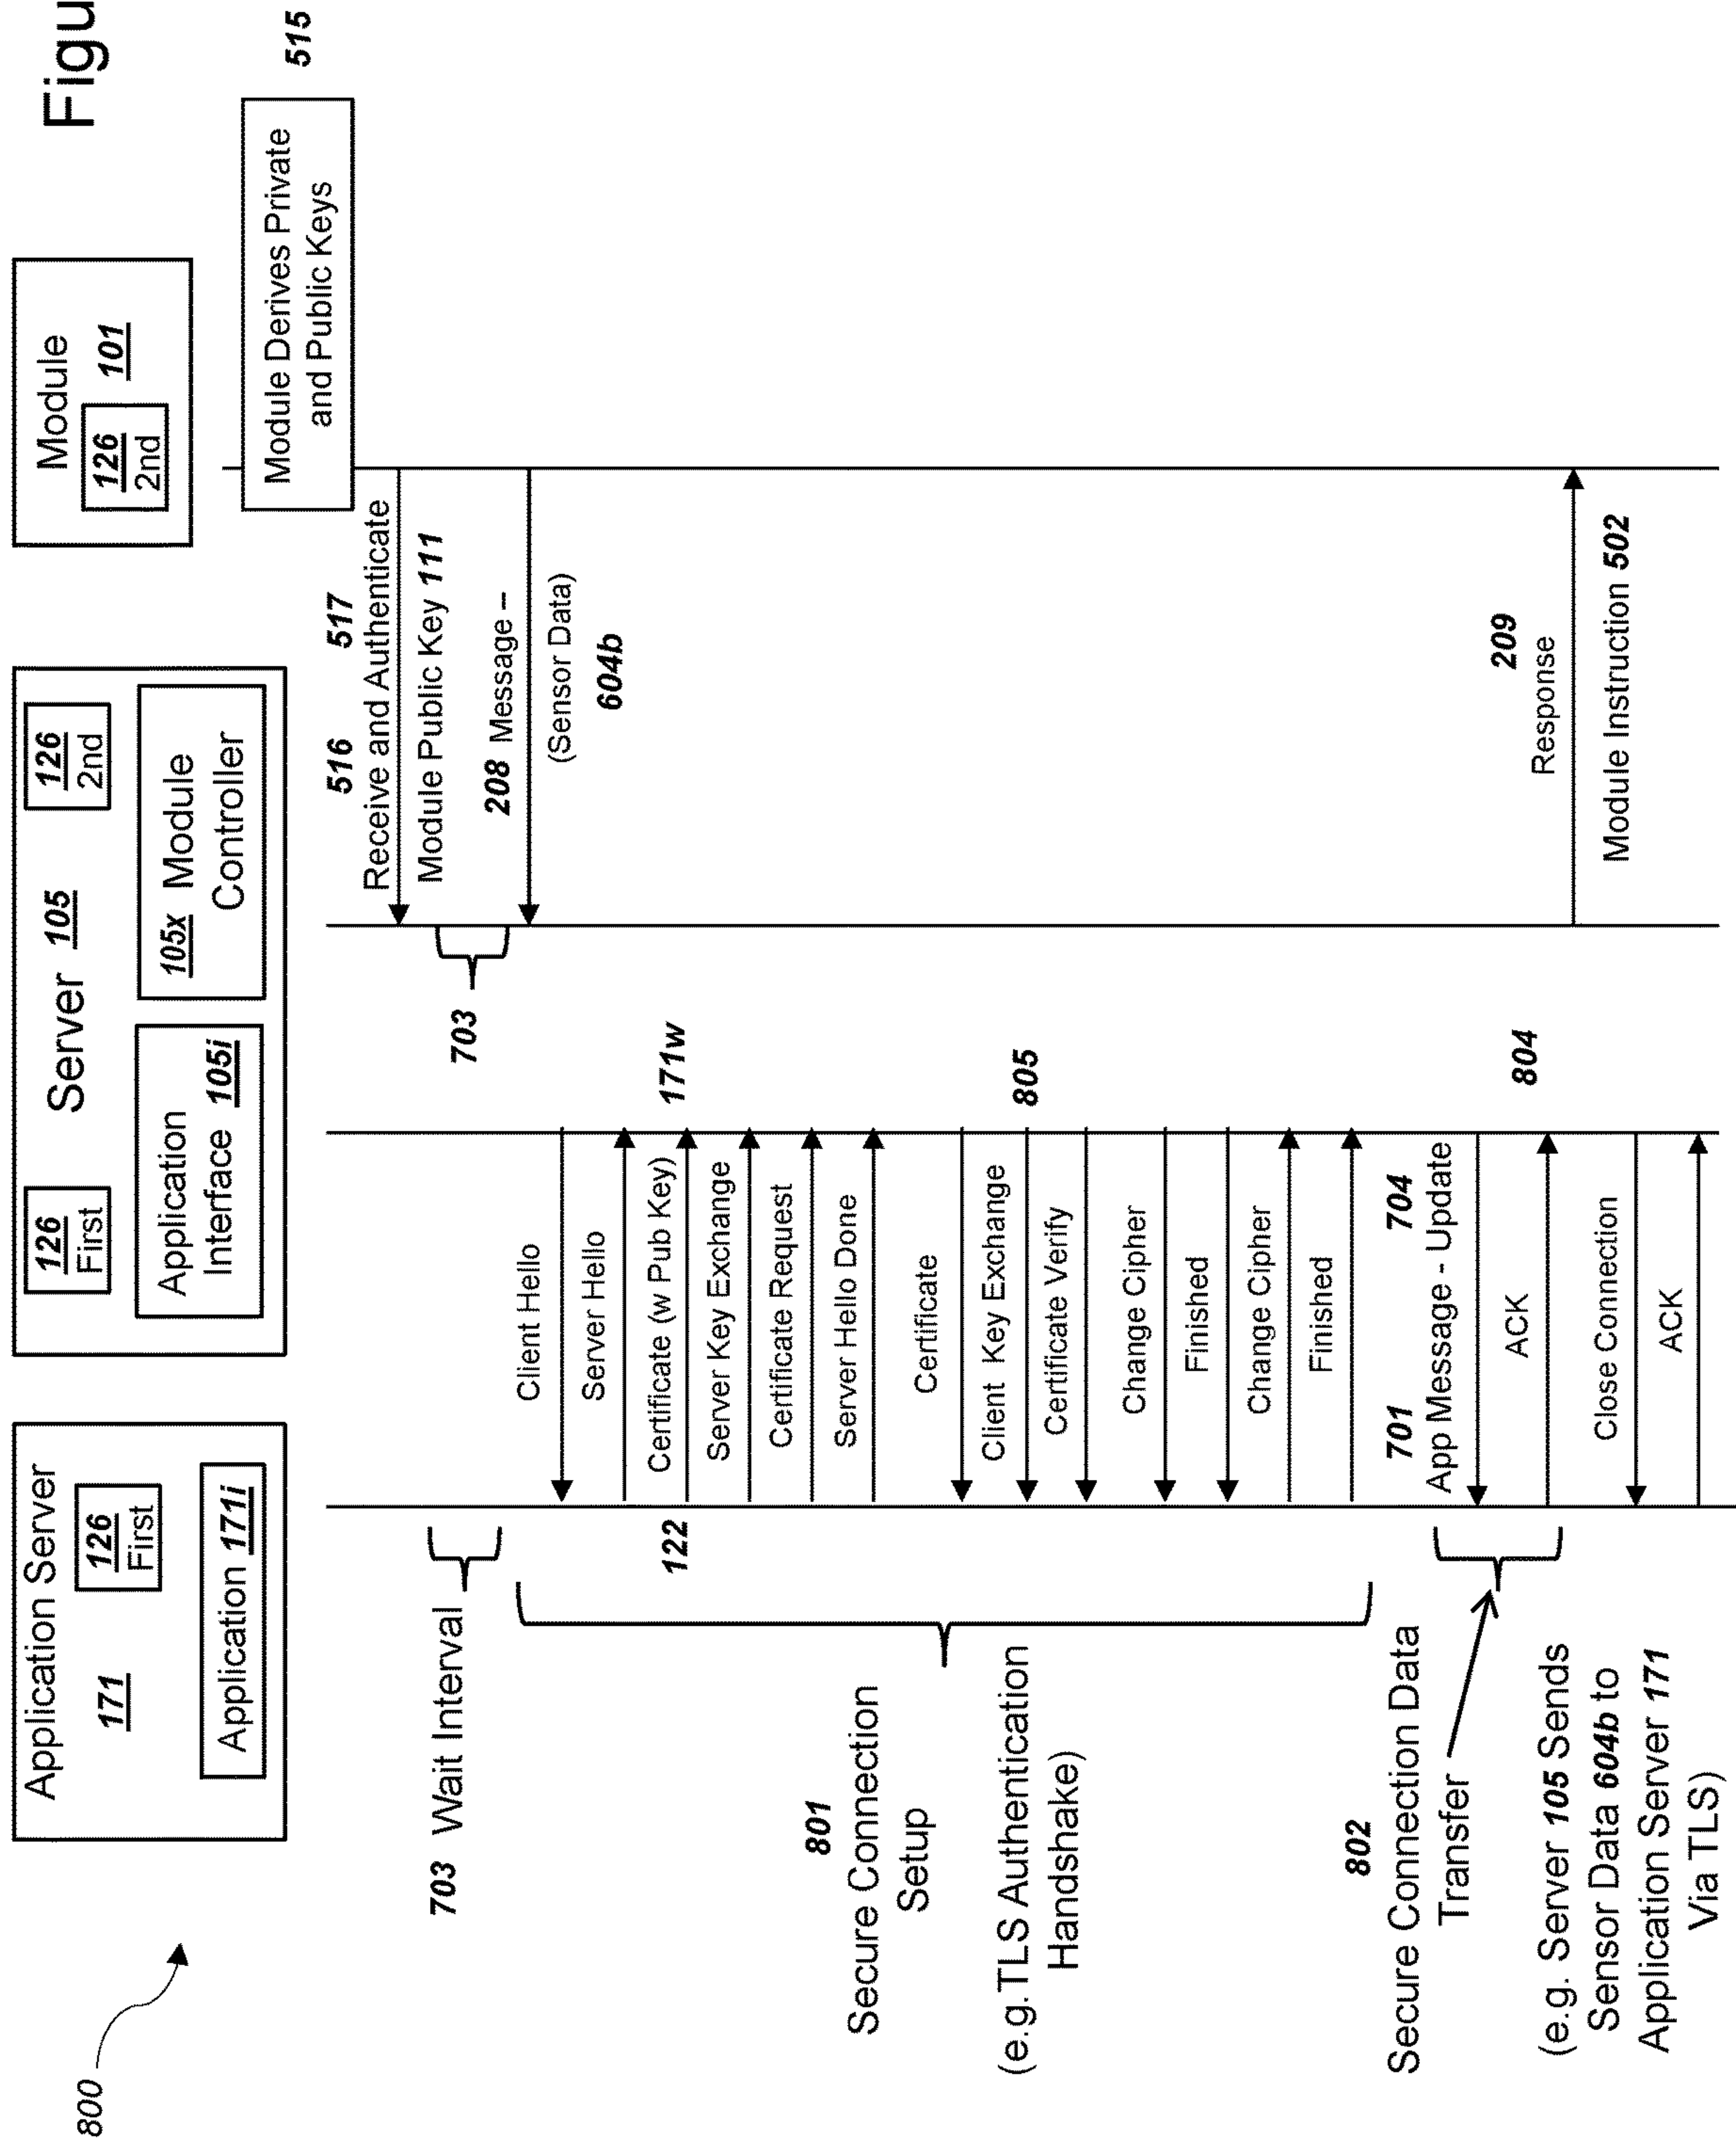 Figu
800
Application Server
171
126
First
Application 171i
126
First
Server 105
126
2nd
Application
Interface 105i
105x Module
Controller
Module
126
2nd
101
515
Module Derives Private
and Public Keys
516 517
Receive and Authenticate
Module Public Key 111
703 Wait Interval
703
208 Message –
(Sensor Data)
604b
801
Secure Connection
Setup
(e.g.TLS Authentication
Handshake)
Client Hello
Server Hello
122
171w
Certificate (w Pub Key)
Server Key Exchange
Certificate Request
Server Hello Done
Certificate
805
Client Key Exchange
Certificate Verify
Change Cipher
Finished
Change Cipher
Finished
802
Secure Connection Data
Transfer
(e.g. Server 105 Sends
Sensor Data 604b to
Application Server 171
Via TLS)
701 704
App Message - Update
ACK
804
Close Connection
ACK
209
Response
Module Instruction 502